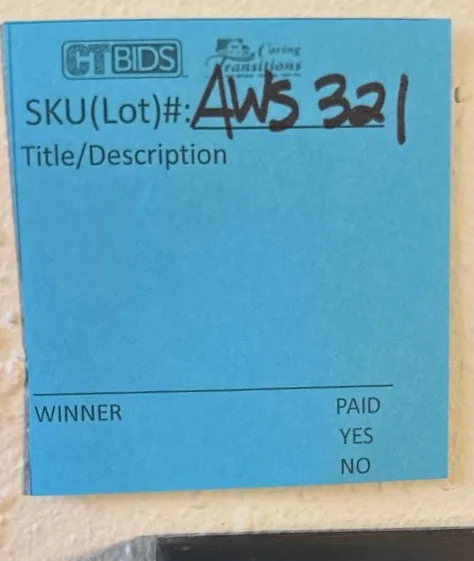 CTBIDS Caring
Transitions
SKU(Lot)#: AWS 321
Title/Description
WINNER PAID
YES
NO